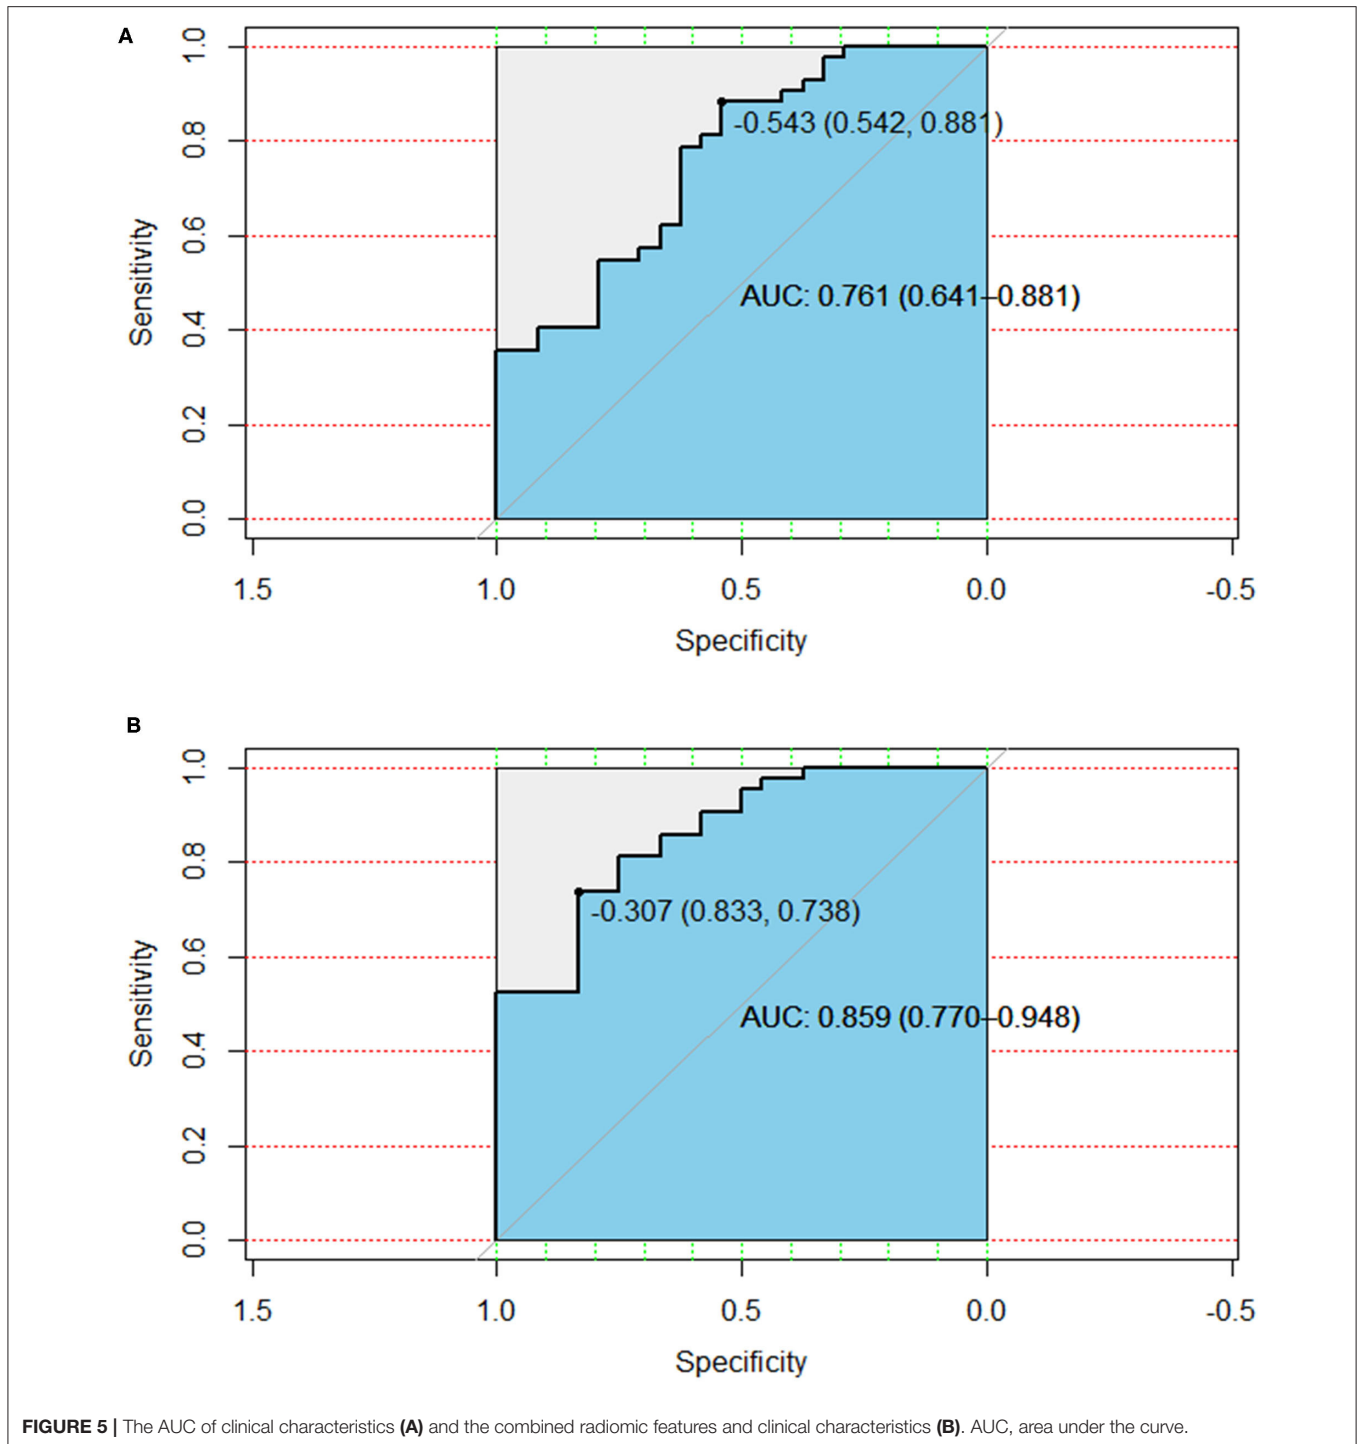 A
1.0
0.8
0.6
0.4
0.2
0.0
Sensitivity
-0.543 (0.542, 0.881)
AUC: 0.761 (0.641–0.881)
1.5 1.0 0.5 0.0 -0.5
Specificity
B
1.0
0.8
0.6
0.4
0.2
0.0
Sensitivity
-0.307 (0.833, 0.738)
AUC: 0.859 (0.770–0.948)
1.5 1.0 0.5 0.0 -0.5
Specificity
FIGURE 5 | The AUC of clinical characteristics (A) and the combined radiomic features and clinical characteristics (B). AUC, area under the curve.